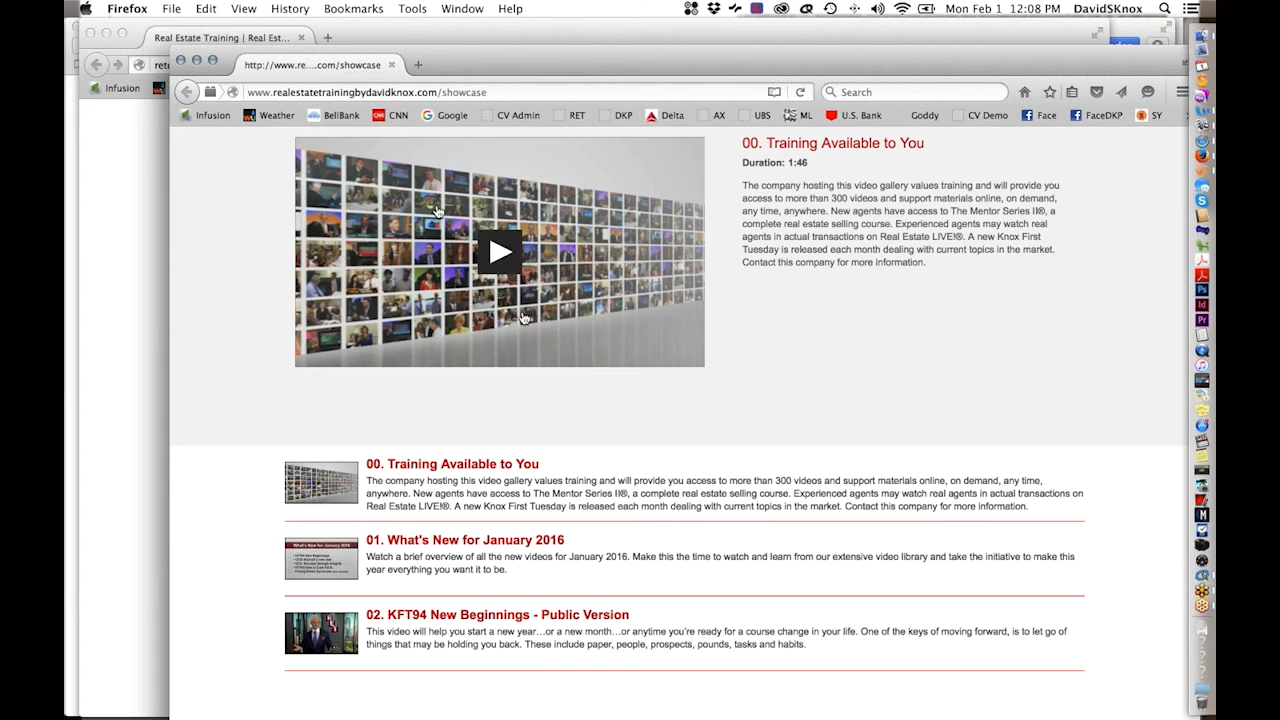 Firefox File Edit View History Bookmarks Tools Window Help Mon Feb 1 12:08 PM DavidSKnox
Real Estate Training | Real Est...
http://www.re....com/showcase
www.realestatetrainingbydavidknox.com/showcase Search
Infusion
Infusion Weather BellBank CNN Google CV Admin RET DKP Delta AX UBS ML U.S. Bank Goddy CV Demo Face FaceDKP SY
00. Training Available to You
Duration: 1:46
The company hosting this video gallery values training and will provide you
access to more than 300 videos and support materials online, on demand,
any time, anywhere. New agents have access to The Mentor Series II®, a
complete real estate selling course. Experienced agents may watch real
agents in actual transactions on Real Estate LIVE!®. A new Knox First
Tuesday is released each month dealing with current topics in the market.
Contact this company for more information.
00. Training Available to You
The company hosting this video gallery values training and will provide you access to more than 300 videos and support materials online, on demand, any time,
anywhere. New agents have access to The Mentor Series II®, a complete real estate selling course. Experienced agents may watch real agents in actual transactions on
Real Estate LIVE!®. A new Knox First Tuesday is released each month dealing with current topics in the market. Contact this company for more information.
01. What's New for January 2016
Watch a brief overview of all the new videos for January 2016. Make this the time to watch and learn from our extensive video library and take the initiative to make this
year everything you want it to be.
What's New for January 2016
02. KFT94 New Beginnings - Public Version
This video will help you start a new year…or a new month…or anytime you're ready for a course change in your life. One of the keys of moving forward, is to let go of
things that may be holding you back. These include paper, people, prospects, pounds, tasks and habits.